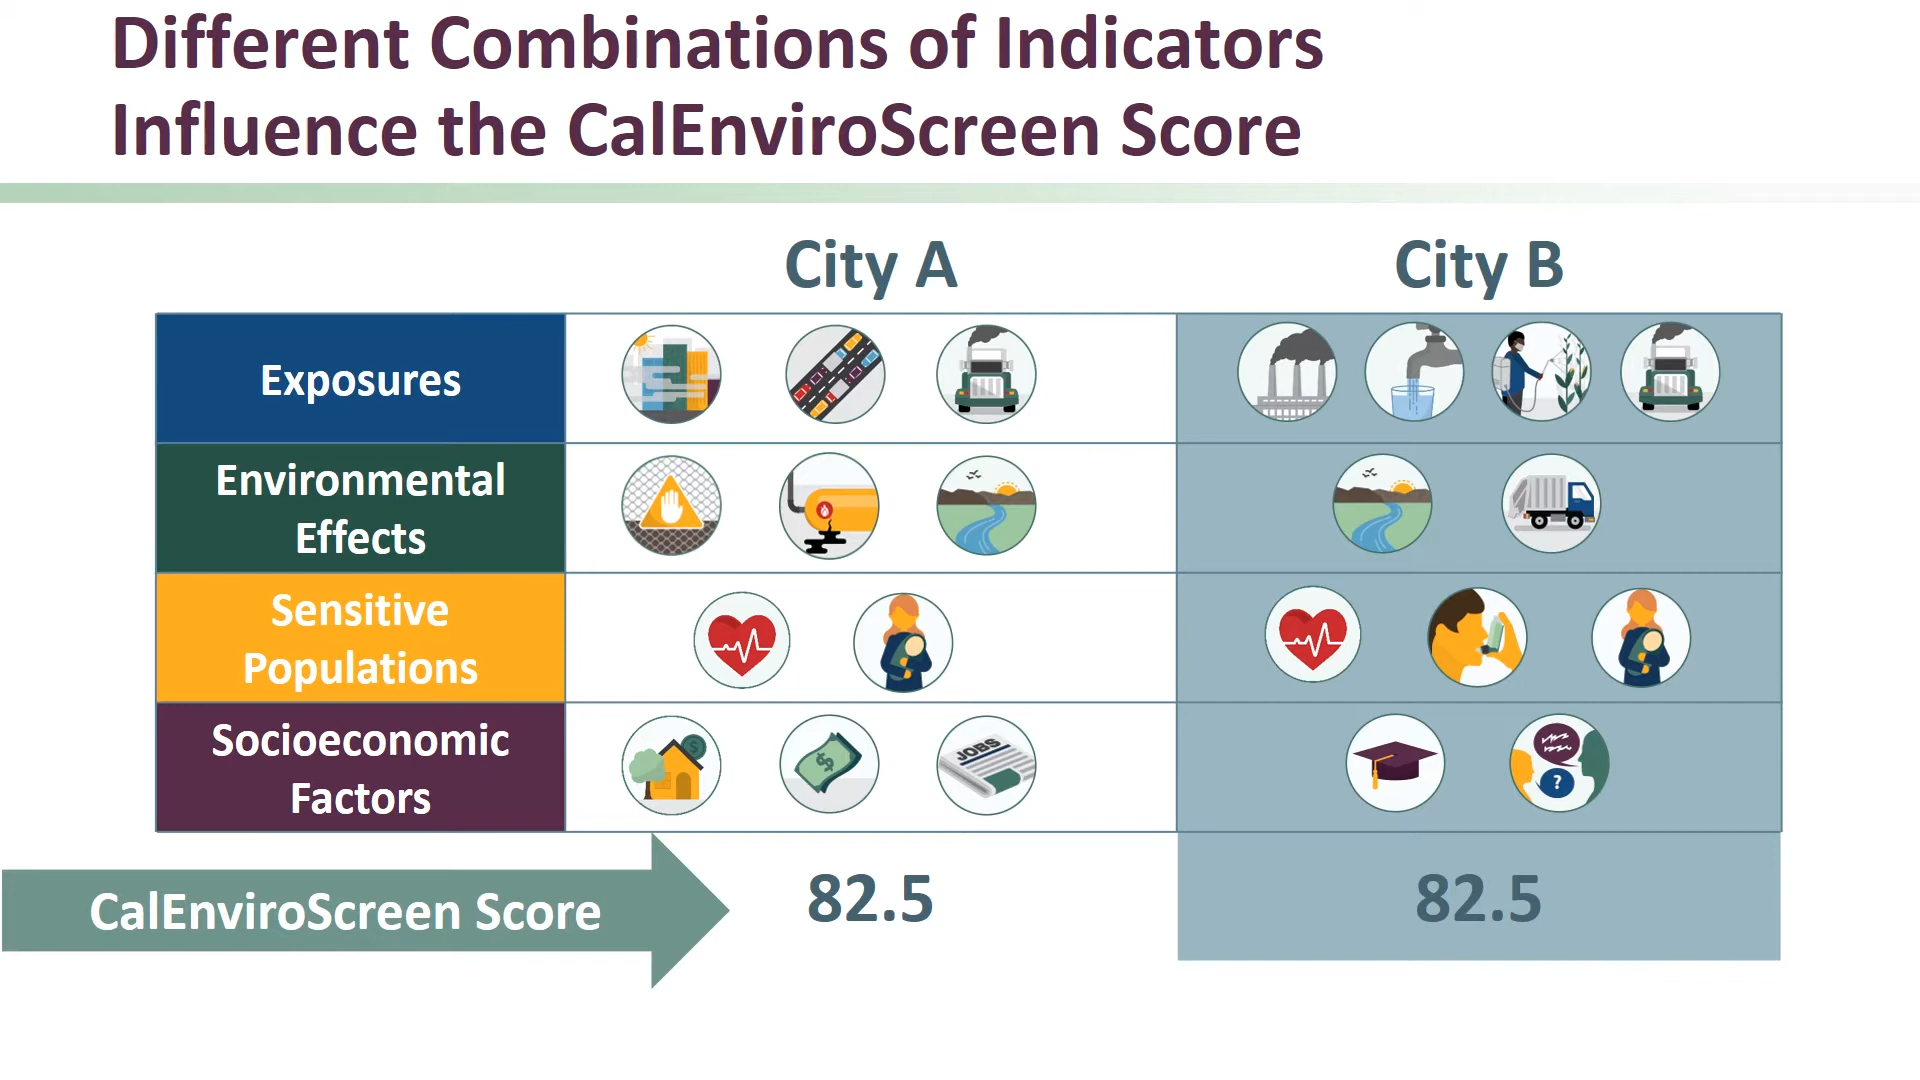 Different Combinations of Indicators
Influence the CalEnviroScreen Score
City A
City B
Exposures
Environmental
Effects
Sensitive
Populations
Socioeconomic
Factors
$
$
JOBS
?
CalEnviroScreen Score
82.5
82.5